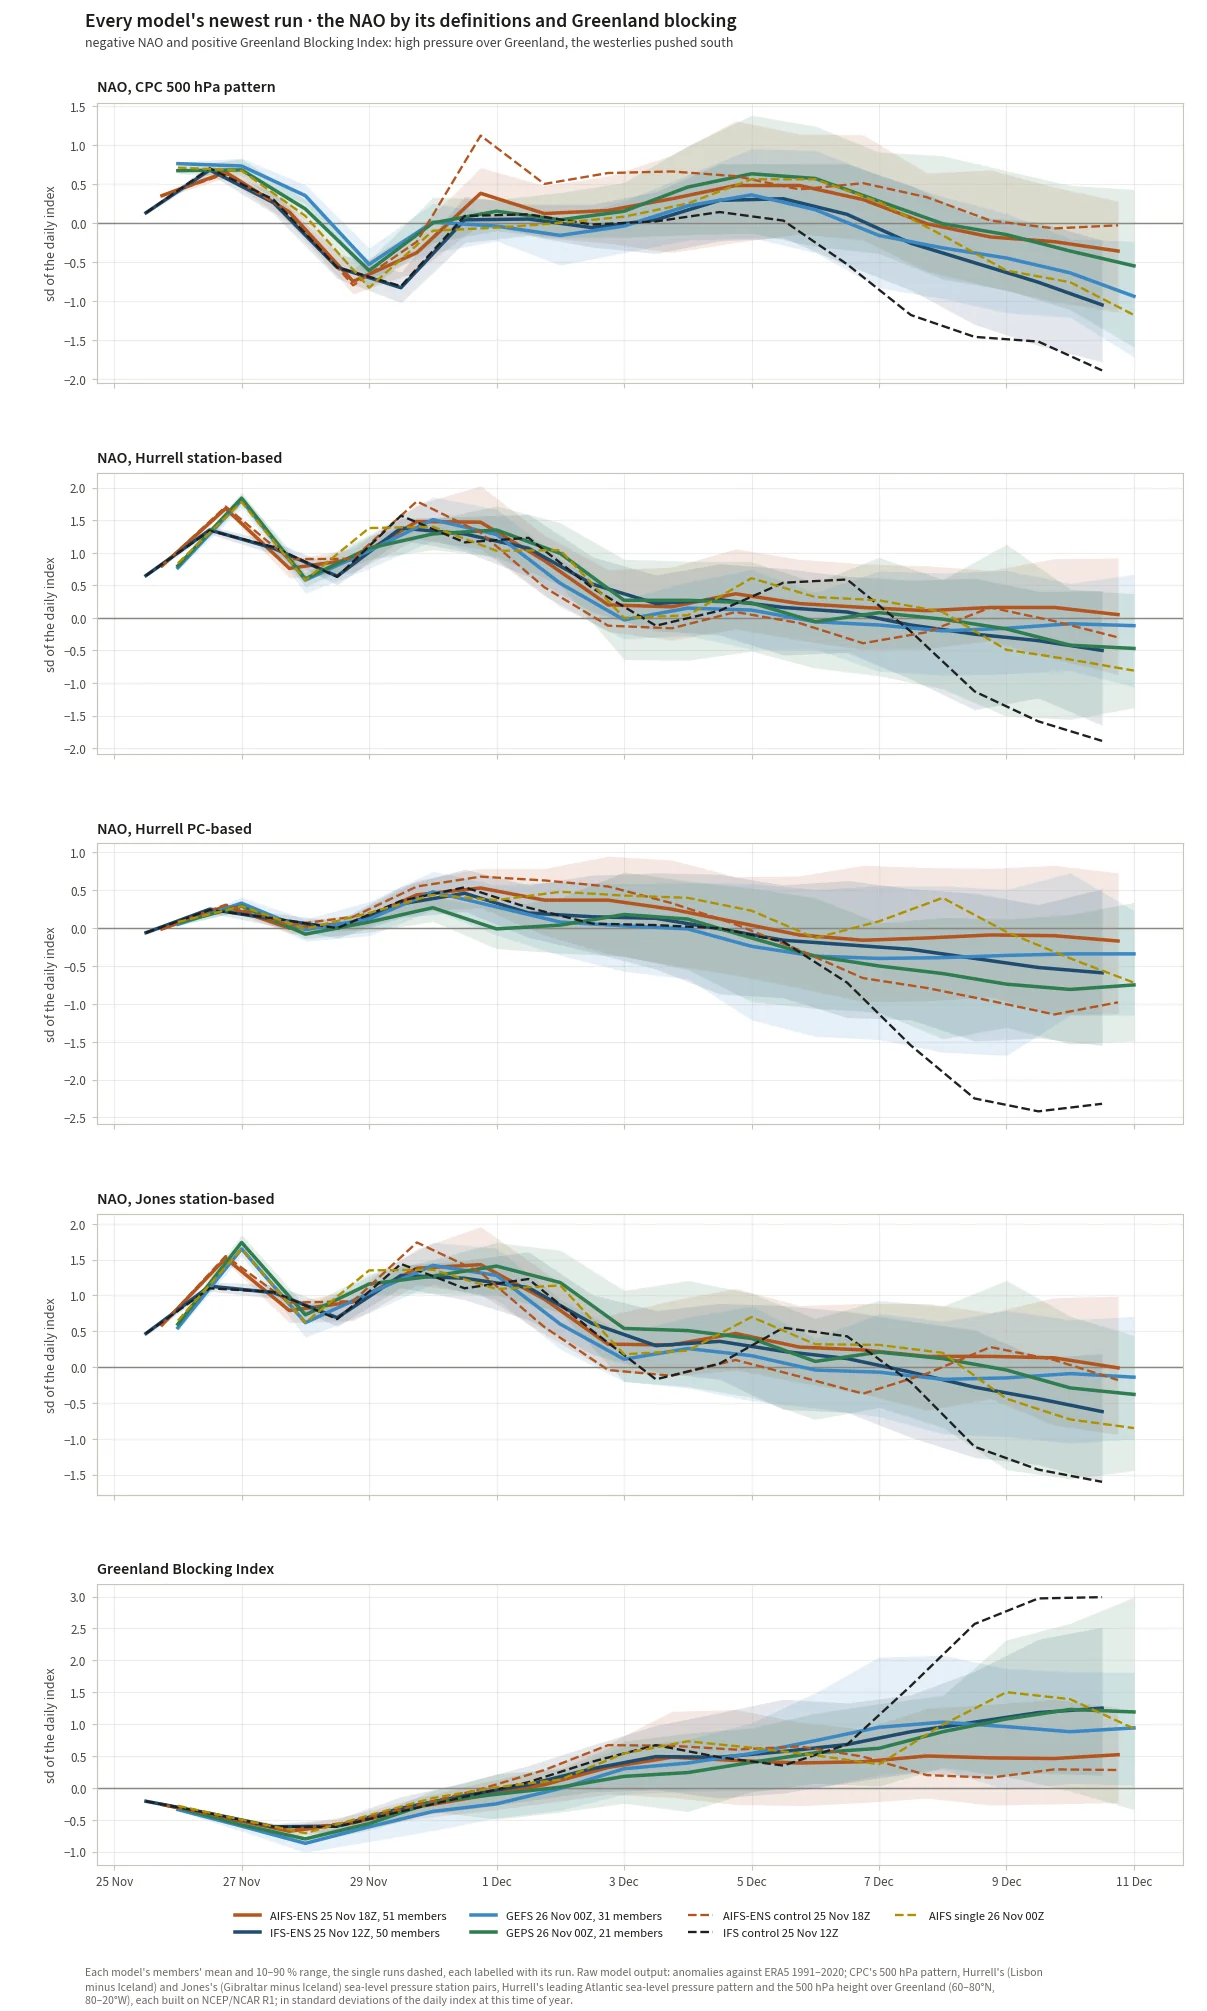 Every model's newest run · the NAO by its definitions and Greenland blocking
negative NAO and positive Greenland Blocking Index: high pressure over Greenland, the westerlies pushed south
NAO, CPC 500 hPa pattern
sd of the daily index
1.5
1.0
0.5
0.0
−0.5
−1.0
−1.5
−2.0
NAO, Hurrell station-based
sd of the daily index
2.0
1.5
1.0
0.5
0.0
−0.5
−1.0
−1.5
−2.0
NAO, Hurrell PC-based
sd of the daily index
1.0
0.5
0.0
−0.5
−1.0
−1.5
−2.0
−2.5
NAO, Jones station-based
sd of the daily index
2.0
1.5
1.0
0.5
0.0
−0.5
−1.0
−1.5
Greenland Blocking Index
sd of the daily index
3.0
2.5
2.0
1.5
1.0
0.5
0.0
−0.5
−1.0
25 Nov 27 Nov 29 Nov 1 Dec 3 Dec 5 Dec 7 Dec 9 Dec 11 Dec
AIFS-ENS 25 Nov 18Z, 51 members GEFS 26 Nov 00Z, 31 members AIFS-ENS control 25 Nov 18Z AIFS single 26 Nov 00Z
IFS-ENS 25 Nov 12Z, 50 members GEPS 26 Nov 00Z, 21 members IFS control 25 Nov 12Z
Each model's members' mean and 10–90 % range, the single runs dashed, each labelled with its run. Raw model output: anomalies against ERA5 1991–2020; CPC's 500 hPa pattern, Hurrell's (Lisbon
minus Iceland) and Jones's (Gibraltar minus Iceland) sea-level pressure station pairs, Hurrell's leading Atlantic sea-level pressure pattern and the 500 hPa height over Greenland (60–80°N,
80–20°W), each built on NCEP/NCAR R1; in standard deviations of the daily index at this time of year.